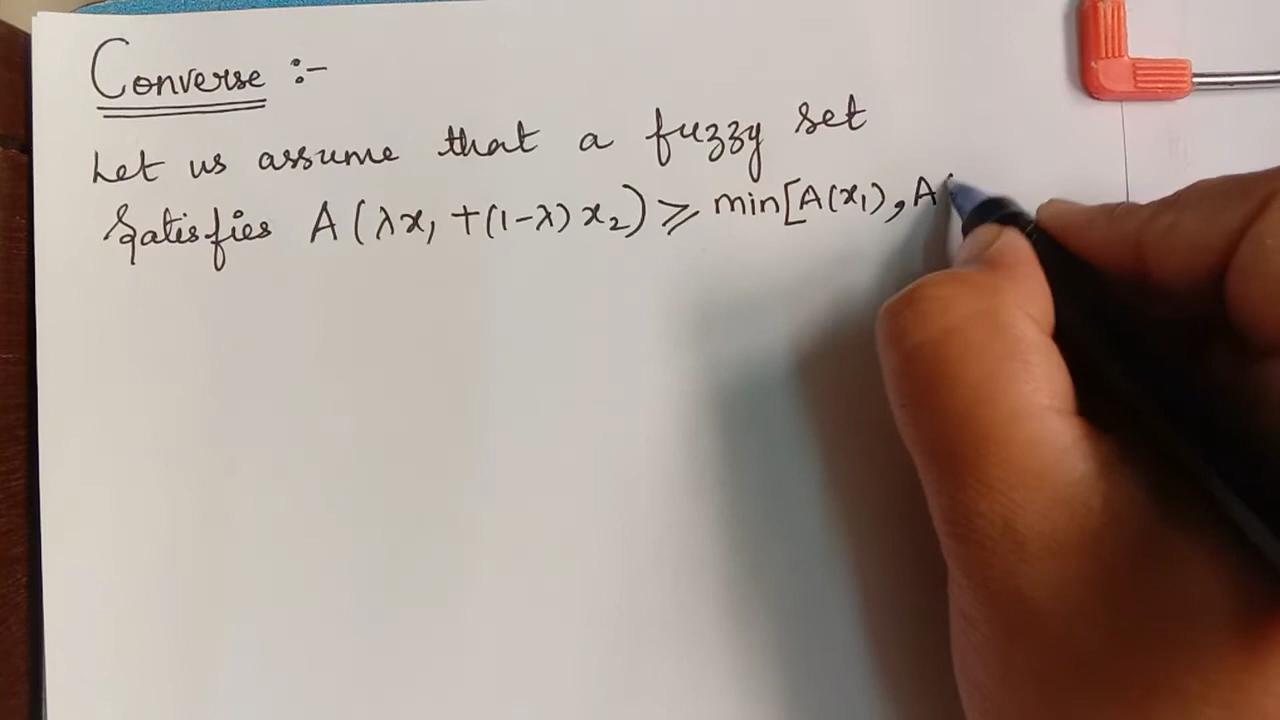 Converse :-
Let us assume that a fuzzy set
Satisfies A(λx₁ +(1-λ)x₂) ≥ min[A(x₁), A(